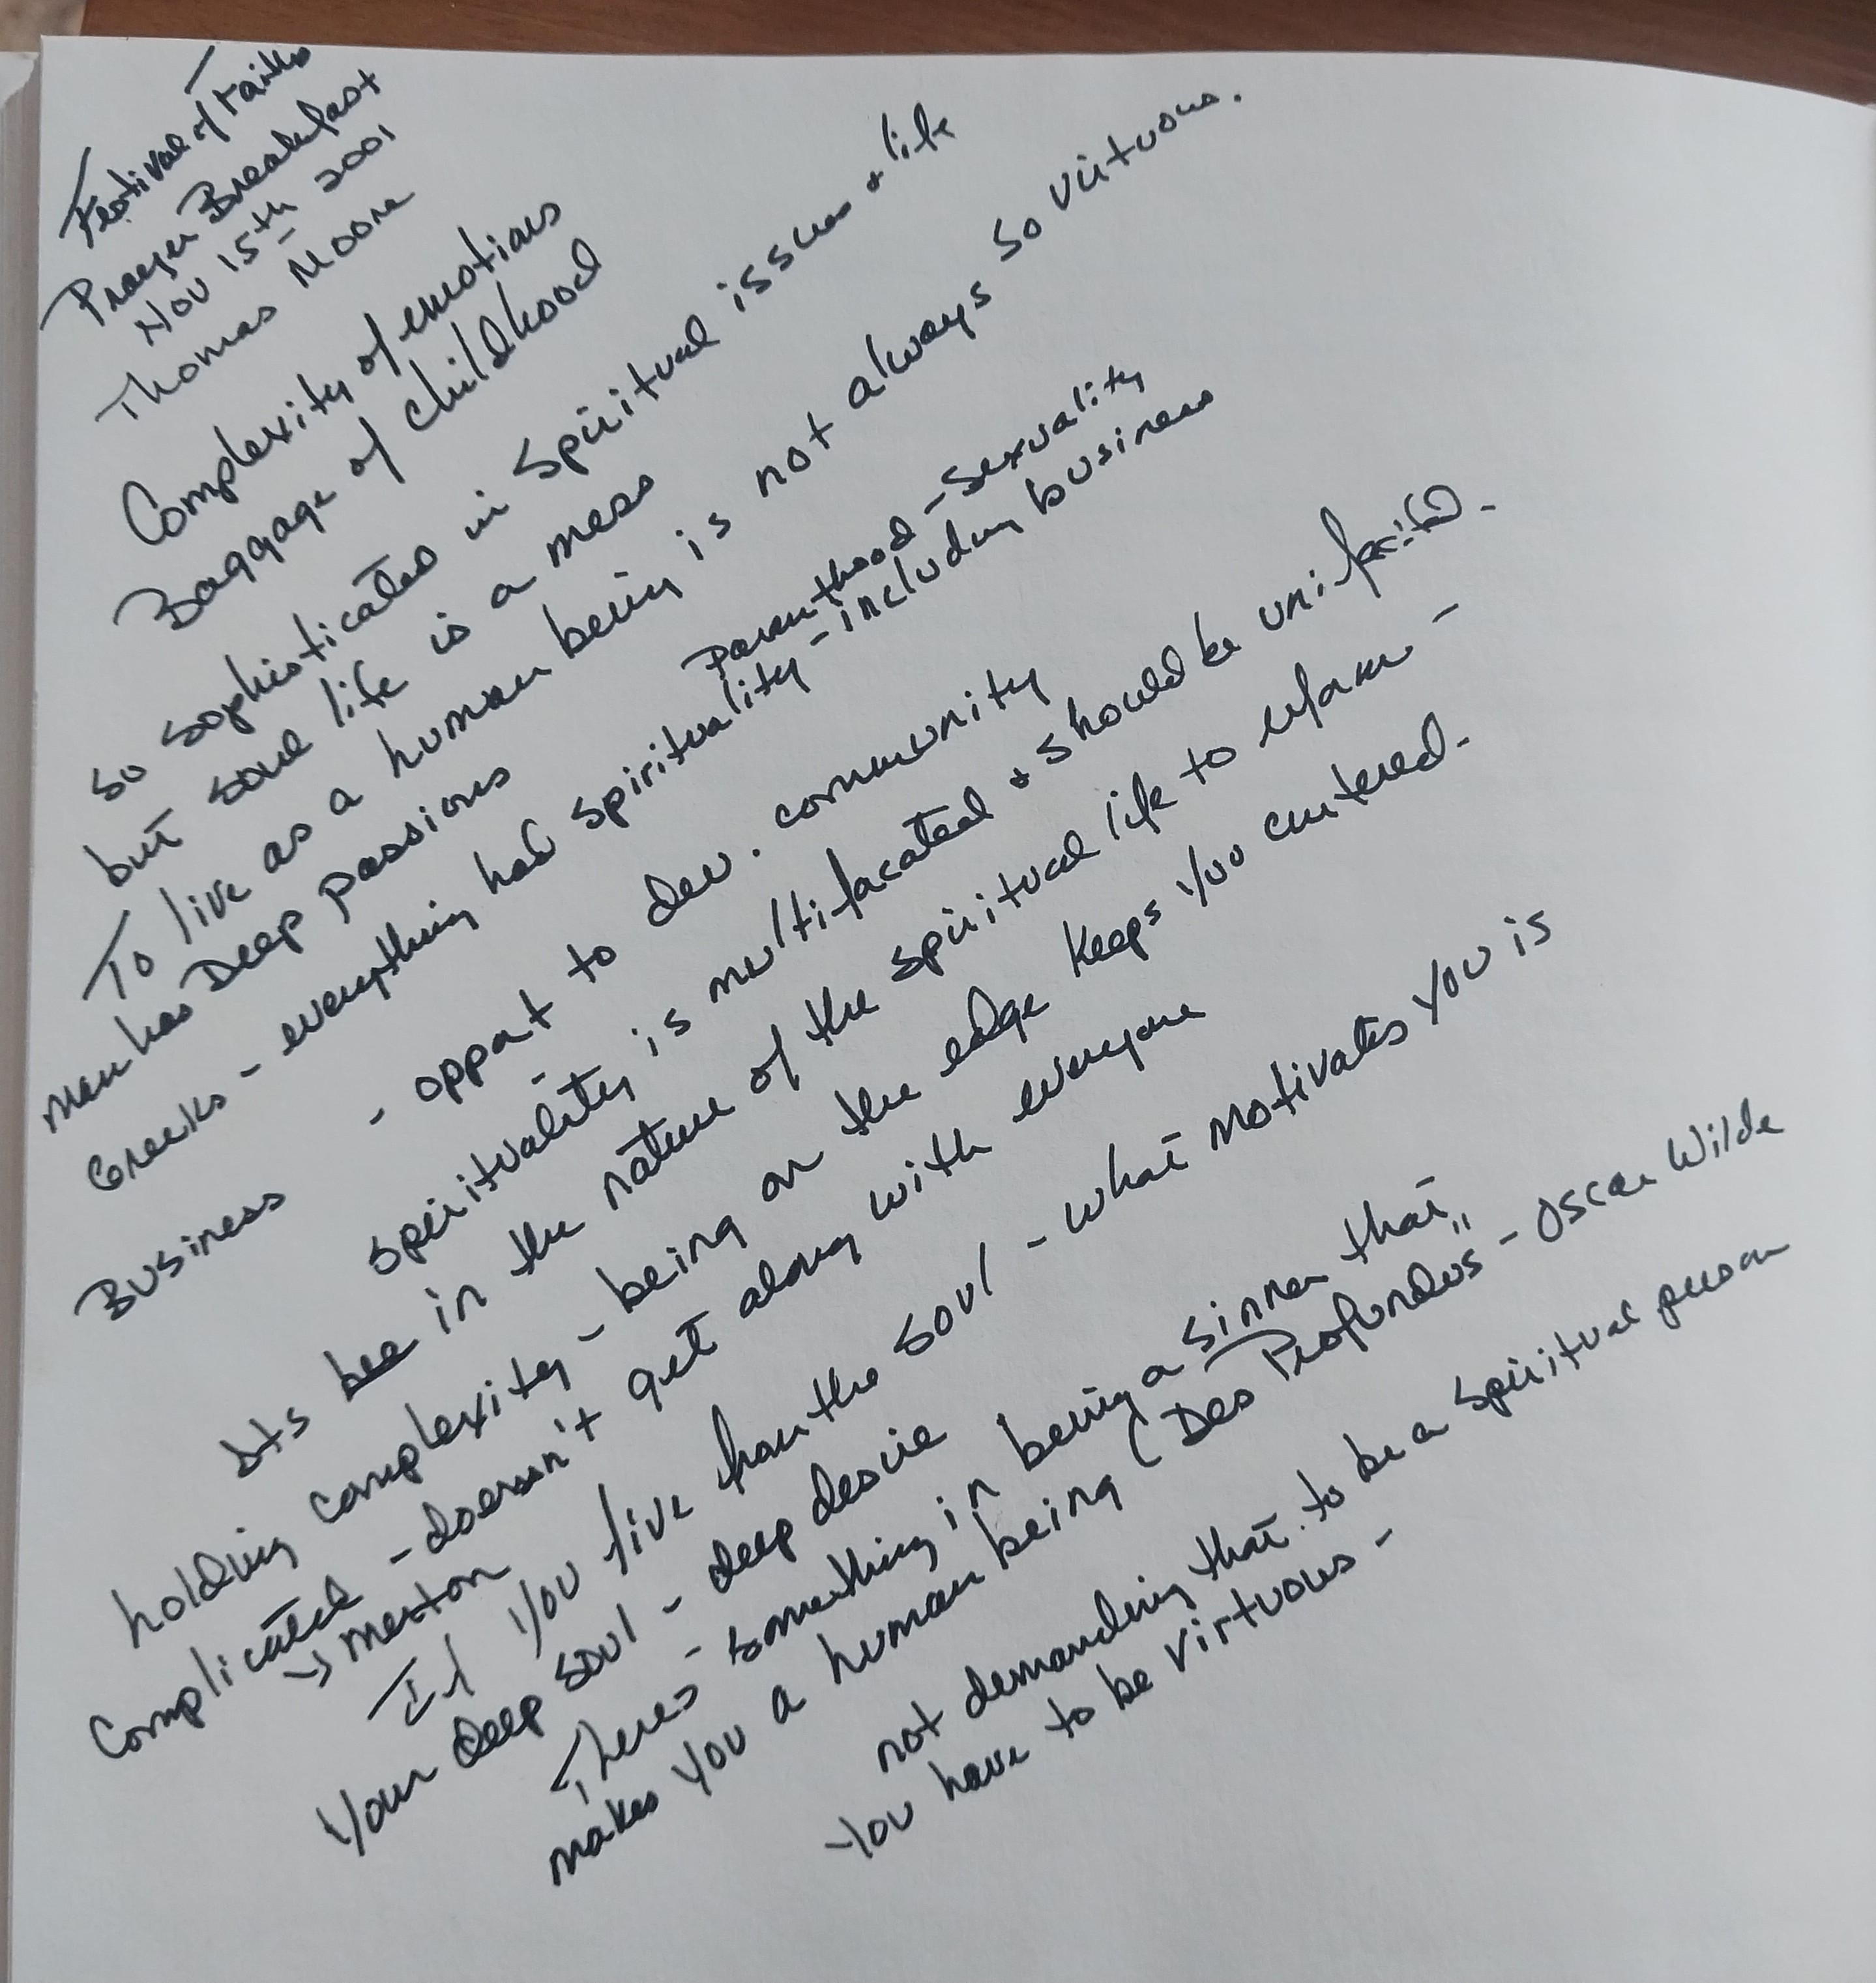 Festival of Faiths
Prayer Breakfast
Nov 15th 2001
Thomas Moore
Complexity of emotions
Baggage of childhood
so sophisticated in spiritual issues & life
but soul life is a mess
To live as a human being is not always so virtuous.
man has Deep passions
Parenthood - sexuality
Greeks - everything had spirituality - including business
Business - opport to dev. community
spirituality is multifacated & should be unifacited.
Its bee in the nature of the spiritual life to reform -
holding complexity - being on the edge keeps you centered.
Complicated - doesn't get along with everyone
→ merton
If you live from the soul - what motivates you is
your deep soul - deep desire
Theres - something in being a sinner that
makes you a human being (Des Profondus - Oscar Wilde
not demanding that to be a spiritual person
you have to be virtuous -